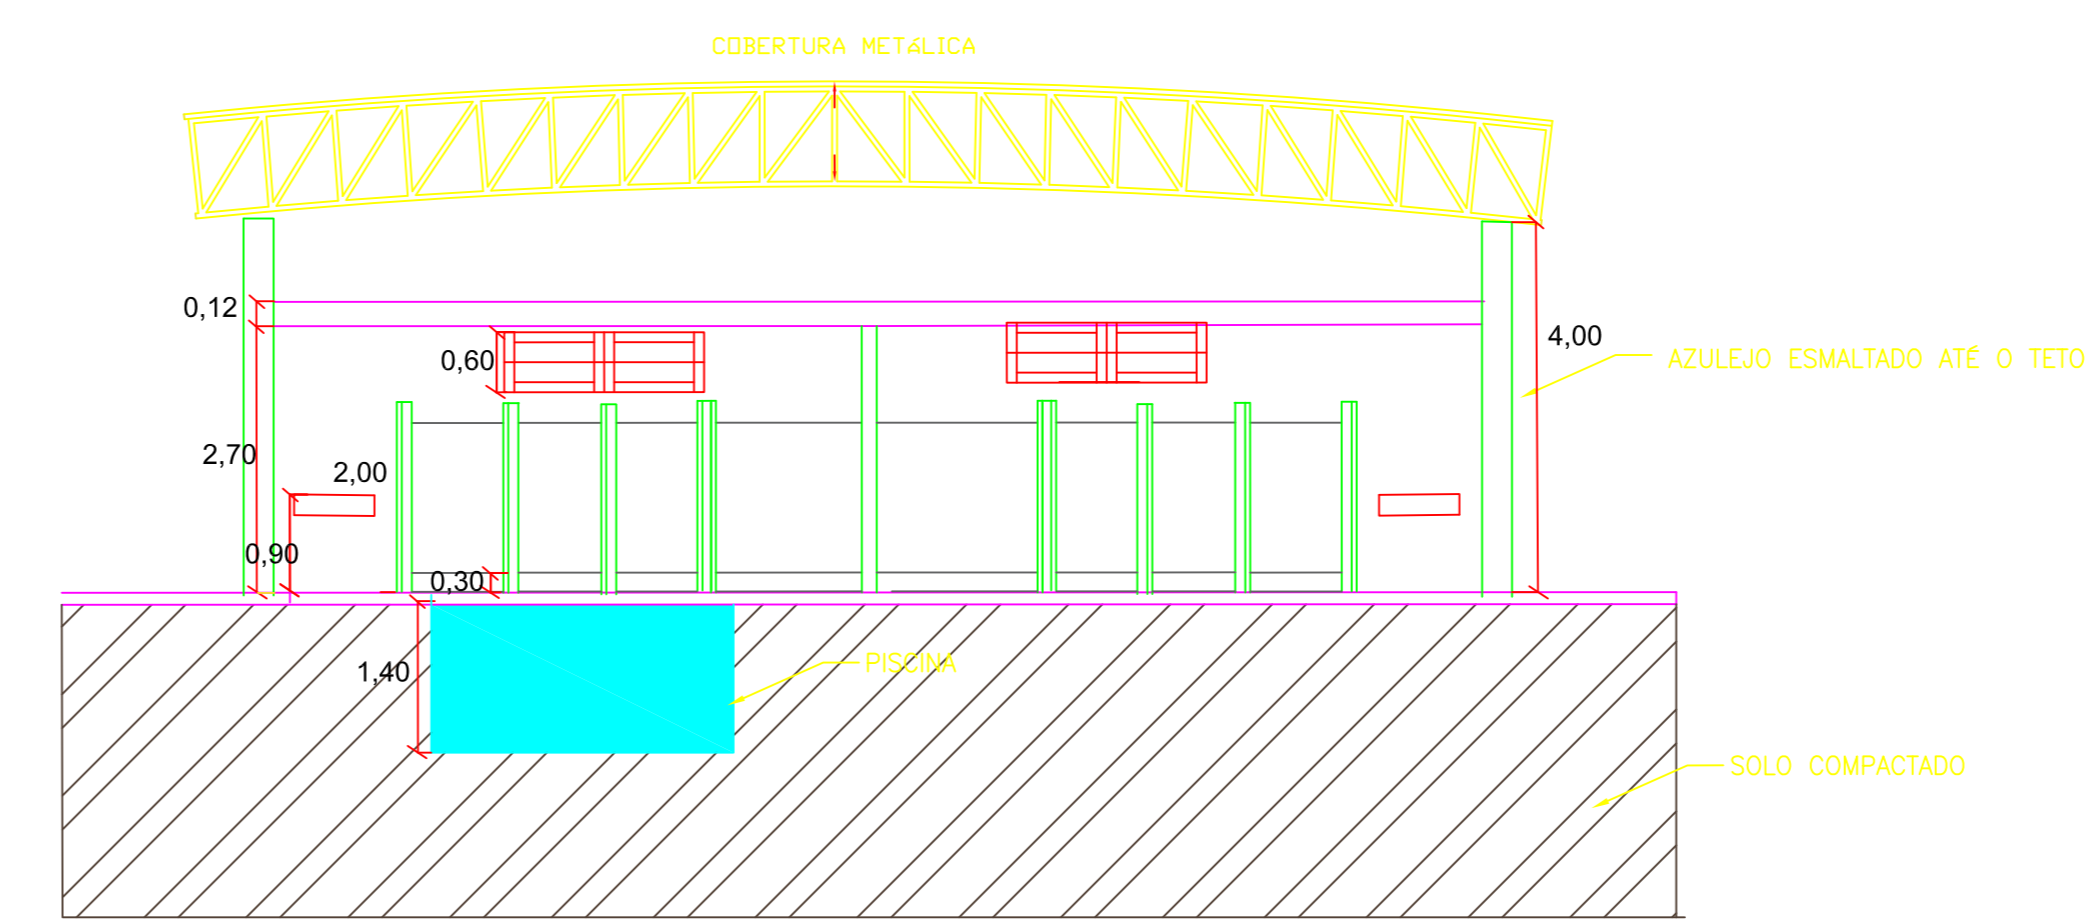 COBERTURA METáLICA
0,12
4,00
0,60
AZULEJO ESMALTADO ATÉ O TETO
2,70
2,00
0,90
0,30
1,40
PISCINA
SOLO COMPACTADO